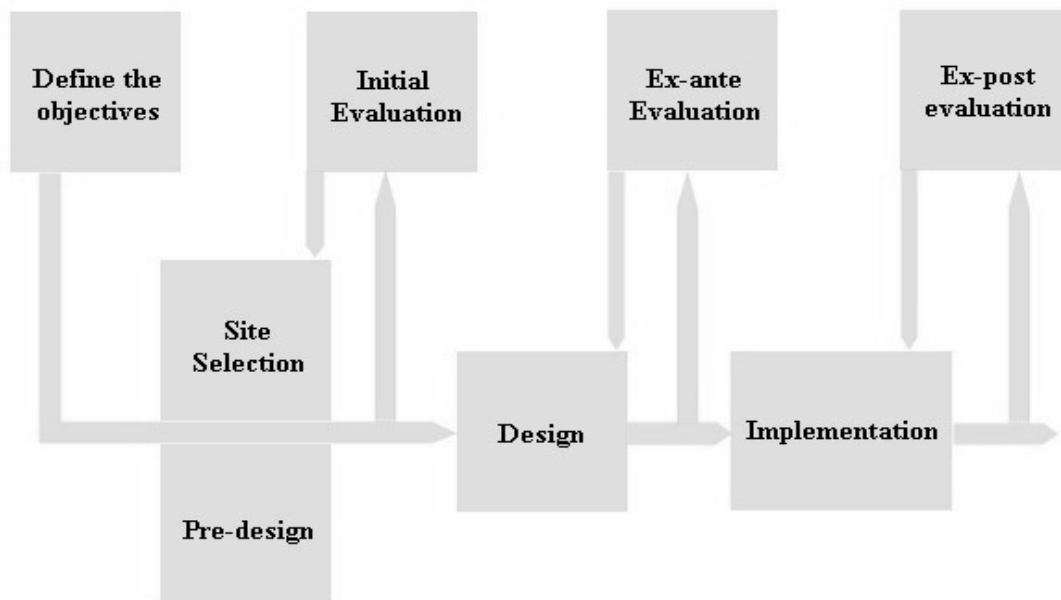 Define the
objectives
Initial
Evaluation
Ex-ante
Evaluation
Ex-post
evaluation
Site
Selection
Design
Implementation
Pre-design